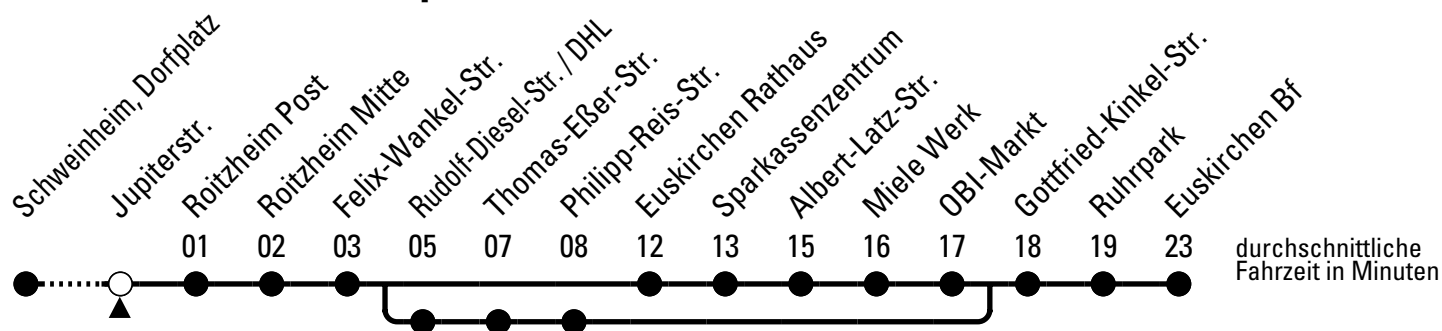 Schweinheim, Dorfplatz
Jupiterstr.
Roitzheim Post
Roitzheim Mitte
Felix-Wankel-Str.
Rudolf-Diesel-Str. / DHL
Thomas-Eßer-Str.
Philipp-Reis-Str.
Euskirchen Rathaus
Sparkassenzentrum
Albert-Latz-Str.
Miele Werk
OBI-Markt
Gottfried-Kinkel-Str.
Ruhrpark
Euskirchen Bf
01 02 03 05 07 08 12 13 15 16 17 18 19 23
durchschnittliche
Fahrzeit in Minuten